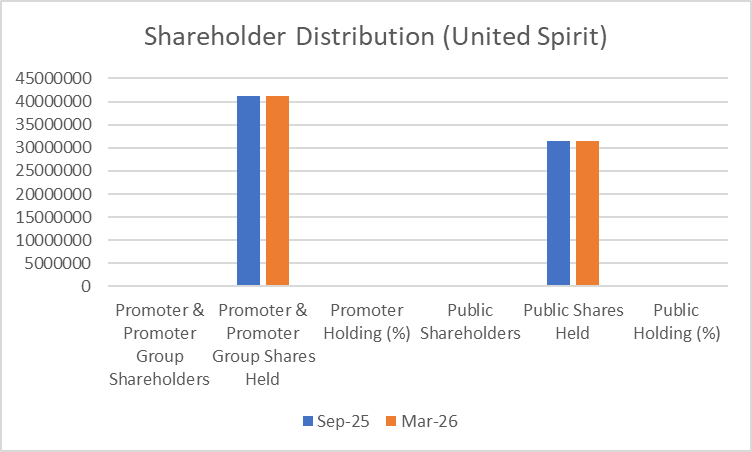 Shareholder Distribution (United Spirit)
45000000
40000000
35000000
30000000
25000000
20000000
15000000
10000000
5000000
0
Promoter &
Promoter
Group
Shareholders
Promoter &
Promoter
Group Shares
Held
Promoter
Holding (%)
Public
Shareholders
Public Shares
Held
Public
Holding (%)
Sep-25
Mar-26